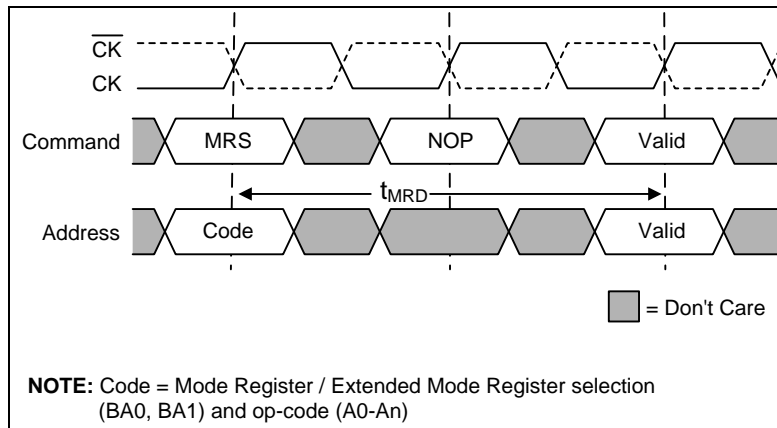 C̅K̅
CK
Command MRS NOP Valid
tMRD
Address Code Valid
= Don't Care
NOTE: Code = Mode Register / Extended Mode Register selection
(BA0, BA1) and op-code (A0-An)